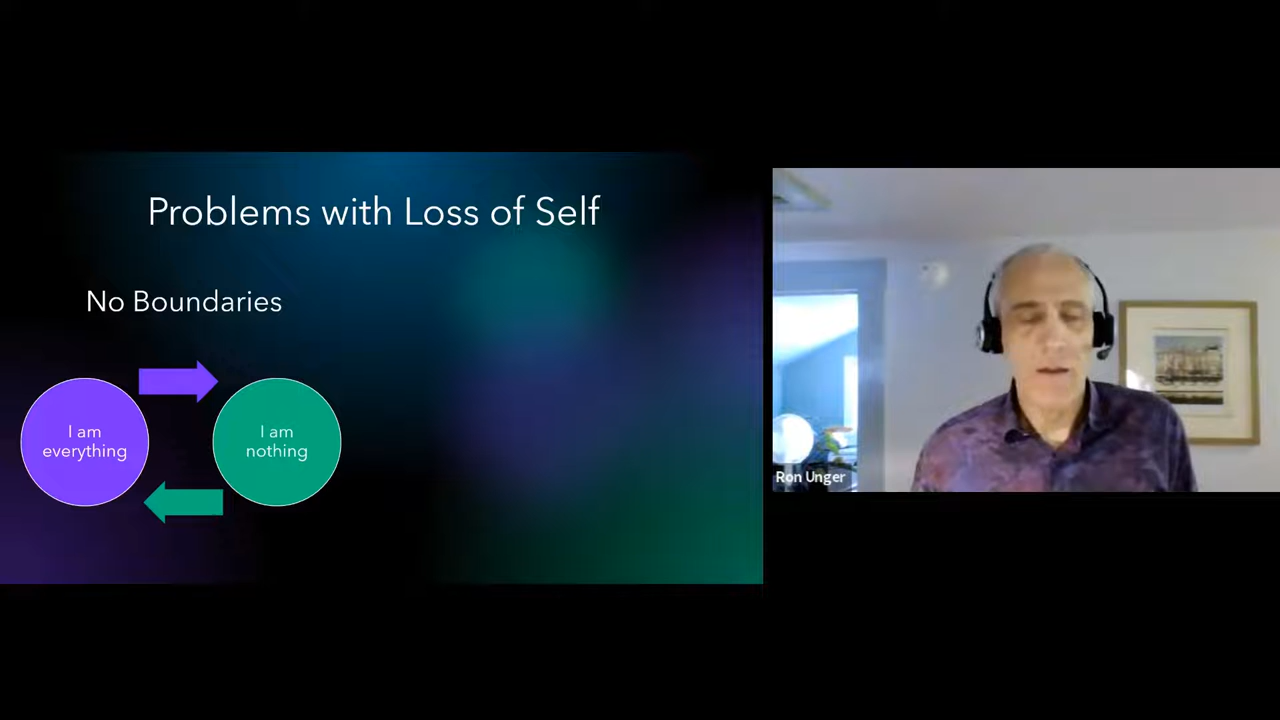 Problems with Loss of Self
No Boundaries
I am
everything
I am
nothing
Ron Unger